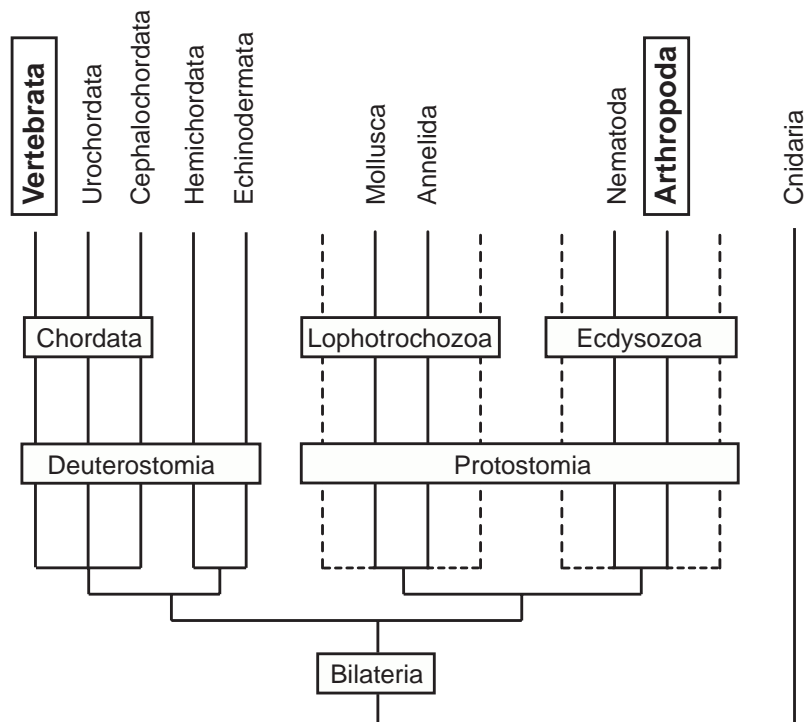 Vertebrata
Urochordata
Cephalochordata
Hemichordata
Echinodermata
Mollusca
Annelida
Nematoda
Arthropoda
Cnidaria
Chordata
Lophotrochozoa
Ecdysozoa
Deuterostomia
Protostomia
Bilateria